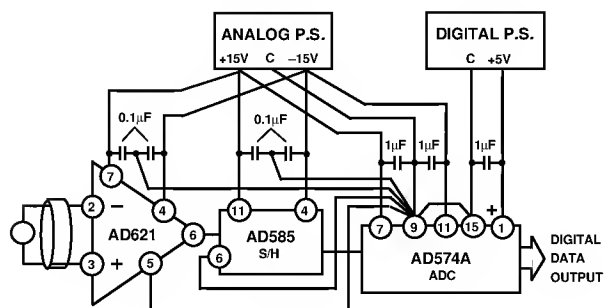 ANALOG P.S.
+15V C –15V
DIGITAL P.S.
C +5V
0.1µF
0.1µF
1µF
1µF
1µF
+
7
4
11
4
7
9
11
15
1
2
–
AD621
6
AD585
S/H
6
3
+
5
AD574A
ADC
DIGITAL
DATA
OUTPUT